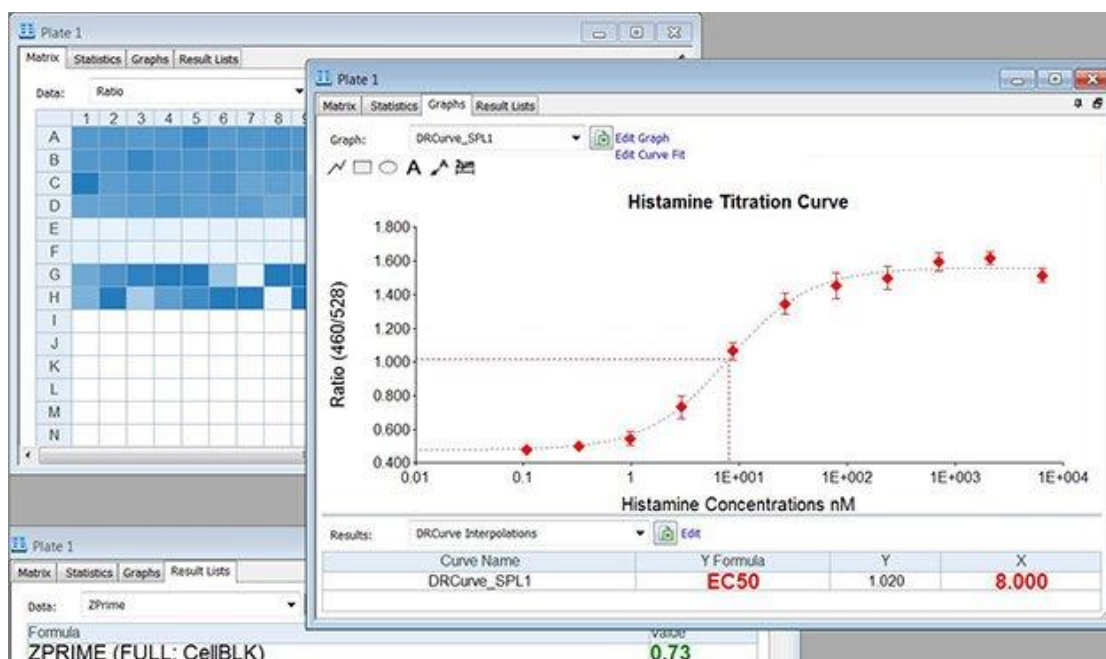 Plate 1
Matrix Statistics Graphs Result Lists
Data: Ratio
1 2 3 4 5 6 7 8
A
B
C
D
E
F
G
H
I
J
K
L
M
N
Plate 1
Matrix Statistics Graphs Result Lists
Graph: DRCurve_SPL1 Edit Graph
Edit Curve Fit
A
Histamine Titration Curve
Ratio (460/528)
1.800
1.600
1.400
1.200
1.000
0.800
0.600
0.400
0.01 0.1 1 1E+001 1E+002 1E+003 1E+004
Histamine Concentrations nM
Results: DRCurve Interpolations Edit
Curve Name Y Formula Y X
DRCurve_SPL1 EC50 1.020 8.000
Plate 1
Matrix Statistics Graphs Result Lists
Data: ZPrime
Formula Value
ZPRIME (FULL: CellBLK) 0.73